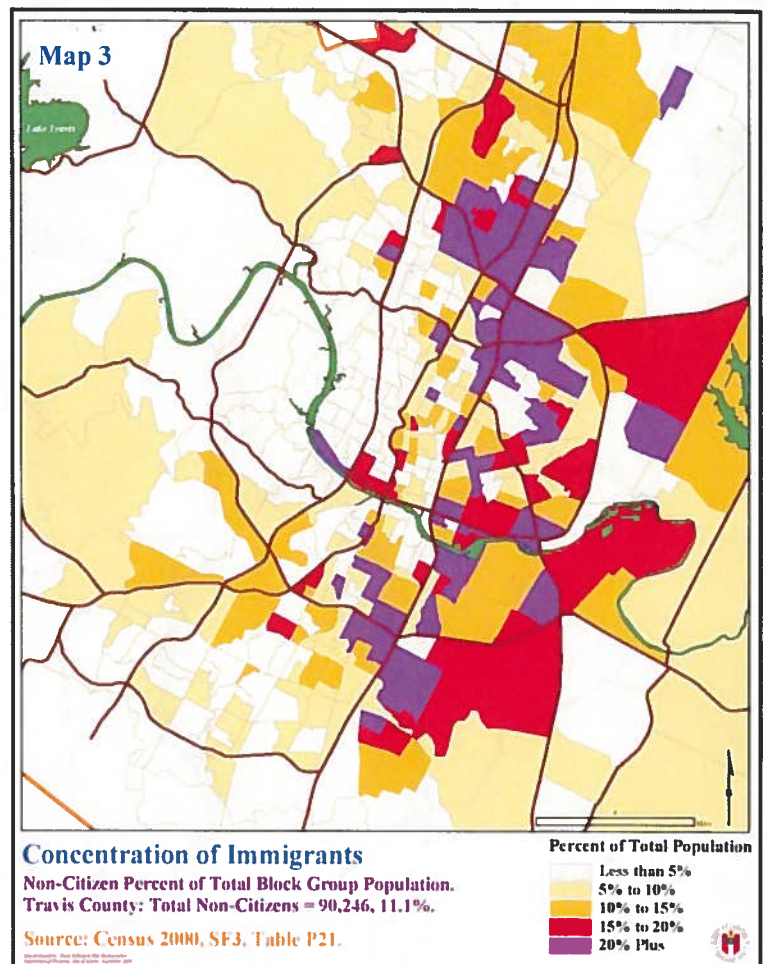 Map 3
Lake Travis
Concentration of Immigrants
Non-Citizen Percent of Total Block Group Population.
Travis County: Total Non-Citizens = 90,246, 11.1%.
Source: Census 2000, SF3, Table P21.
Percent of Total Population
Less than 5%
5% to 10%
10% to 15%
15% to 20%
20% Plus